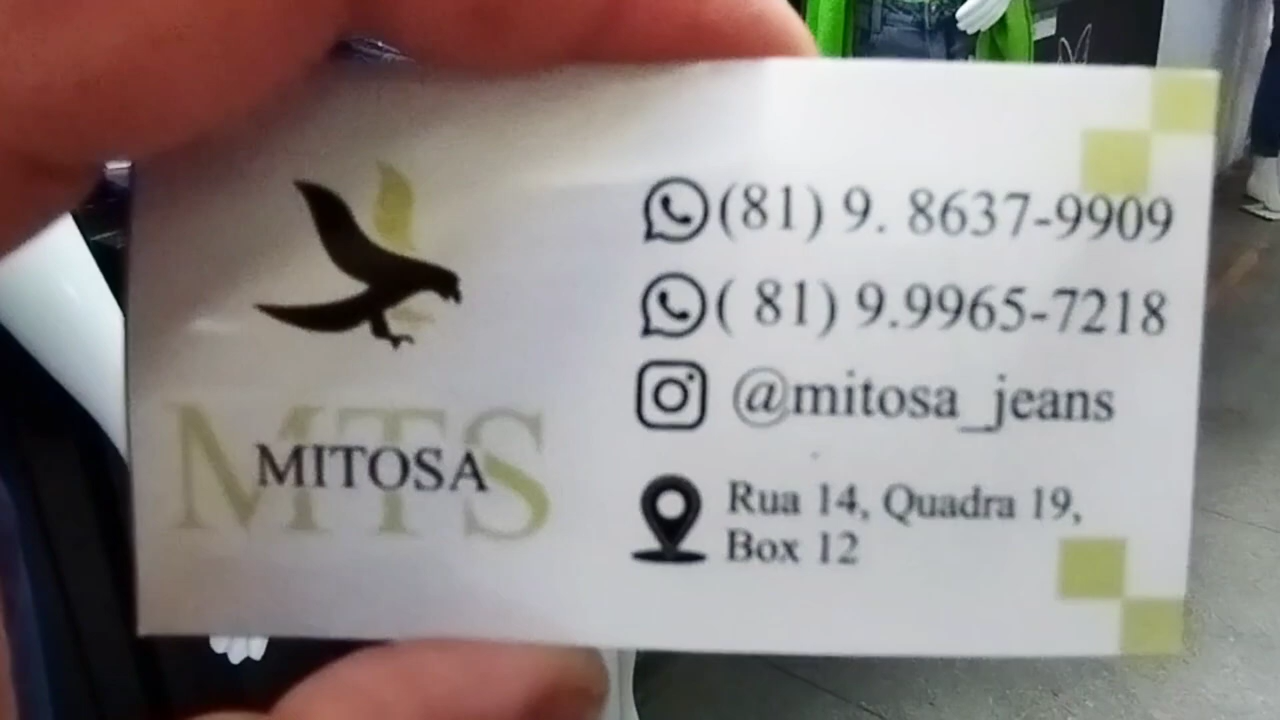 MTS
MITOSA
(81) 9. 8637-9909
( 81) 9.9965-7218
@mitosa_jeans
Rua 14, Quadra 19,
Box 12